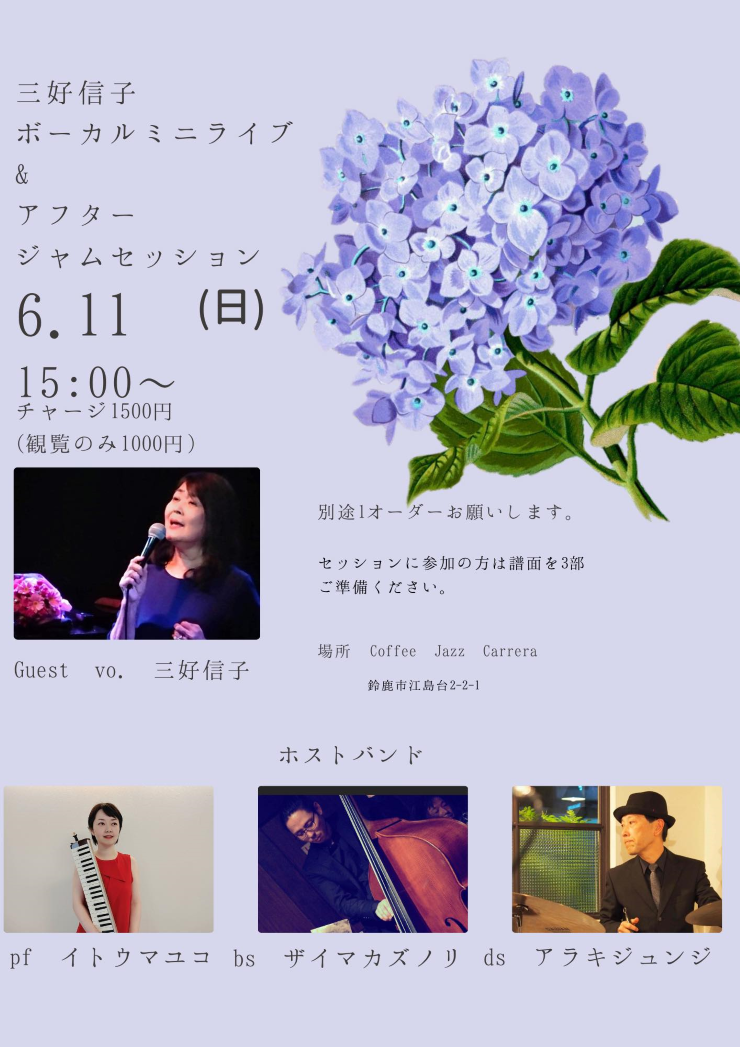 三好信子
ボーカルミニライブ
&
アフター
ジャムセッション
6.11 (日)
15:00〜
チャージ1500円
(観覧のみ1000円)
別途1オーダーお願いします。
セッションに参加の方は譜面を3部
ご準備ください。
Guest vo. 三好信子
場所 Coffee Jazz Carrera
鈴鹿市江島台2-2-1
ホストバンド
pf イトウマユコ
bs ザイマカズノリ
ds アラキジュンジ